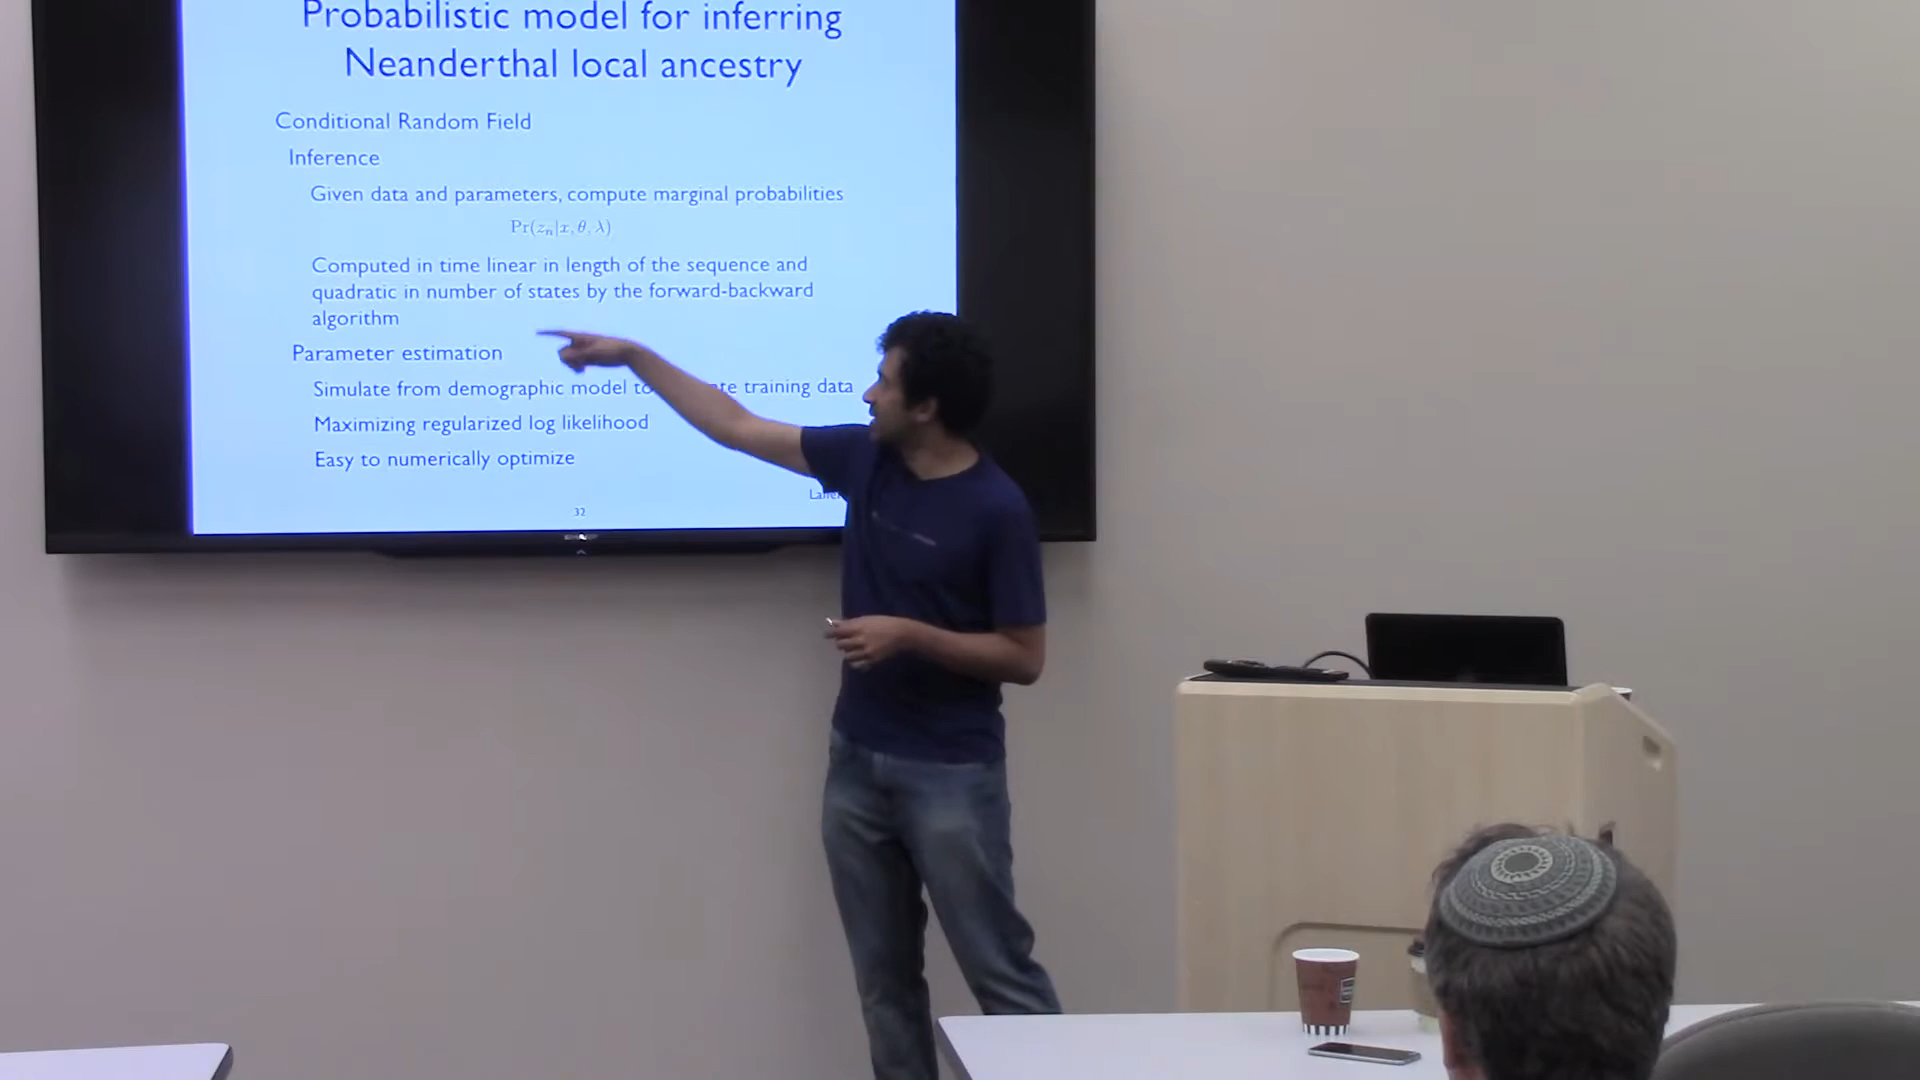 Probabilistic model for inferring
Neanderthal local ancestry
Conditional Random Field
Inference
Given data and parameters, compute marginal probabilities
Pr(zₙ|x, θ, λ)
Computed in time linear in length of the sequence and
quadratic in number of states by the forward-backward
algorithm
Parameter estimation
Simulate from demographic model to training data
Maximizing regularized log likelihood
Easy to numerically optimize
32